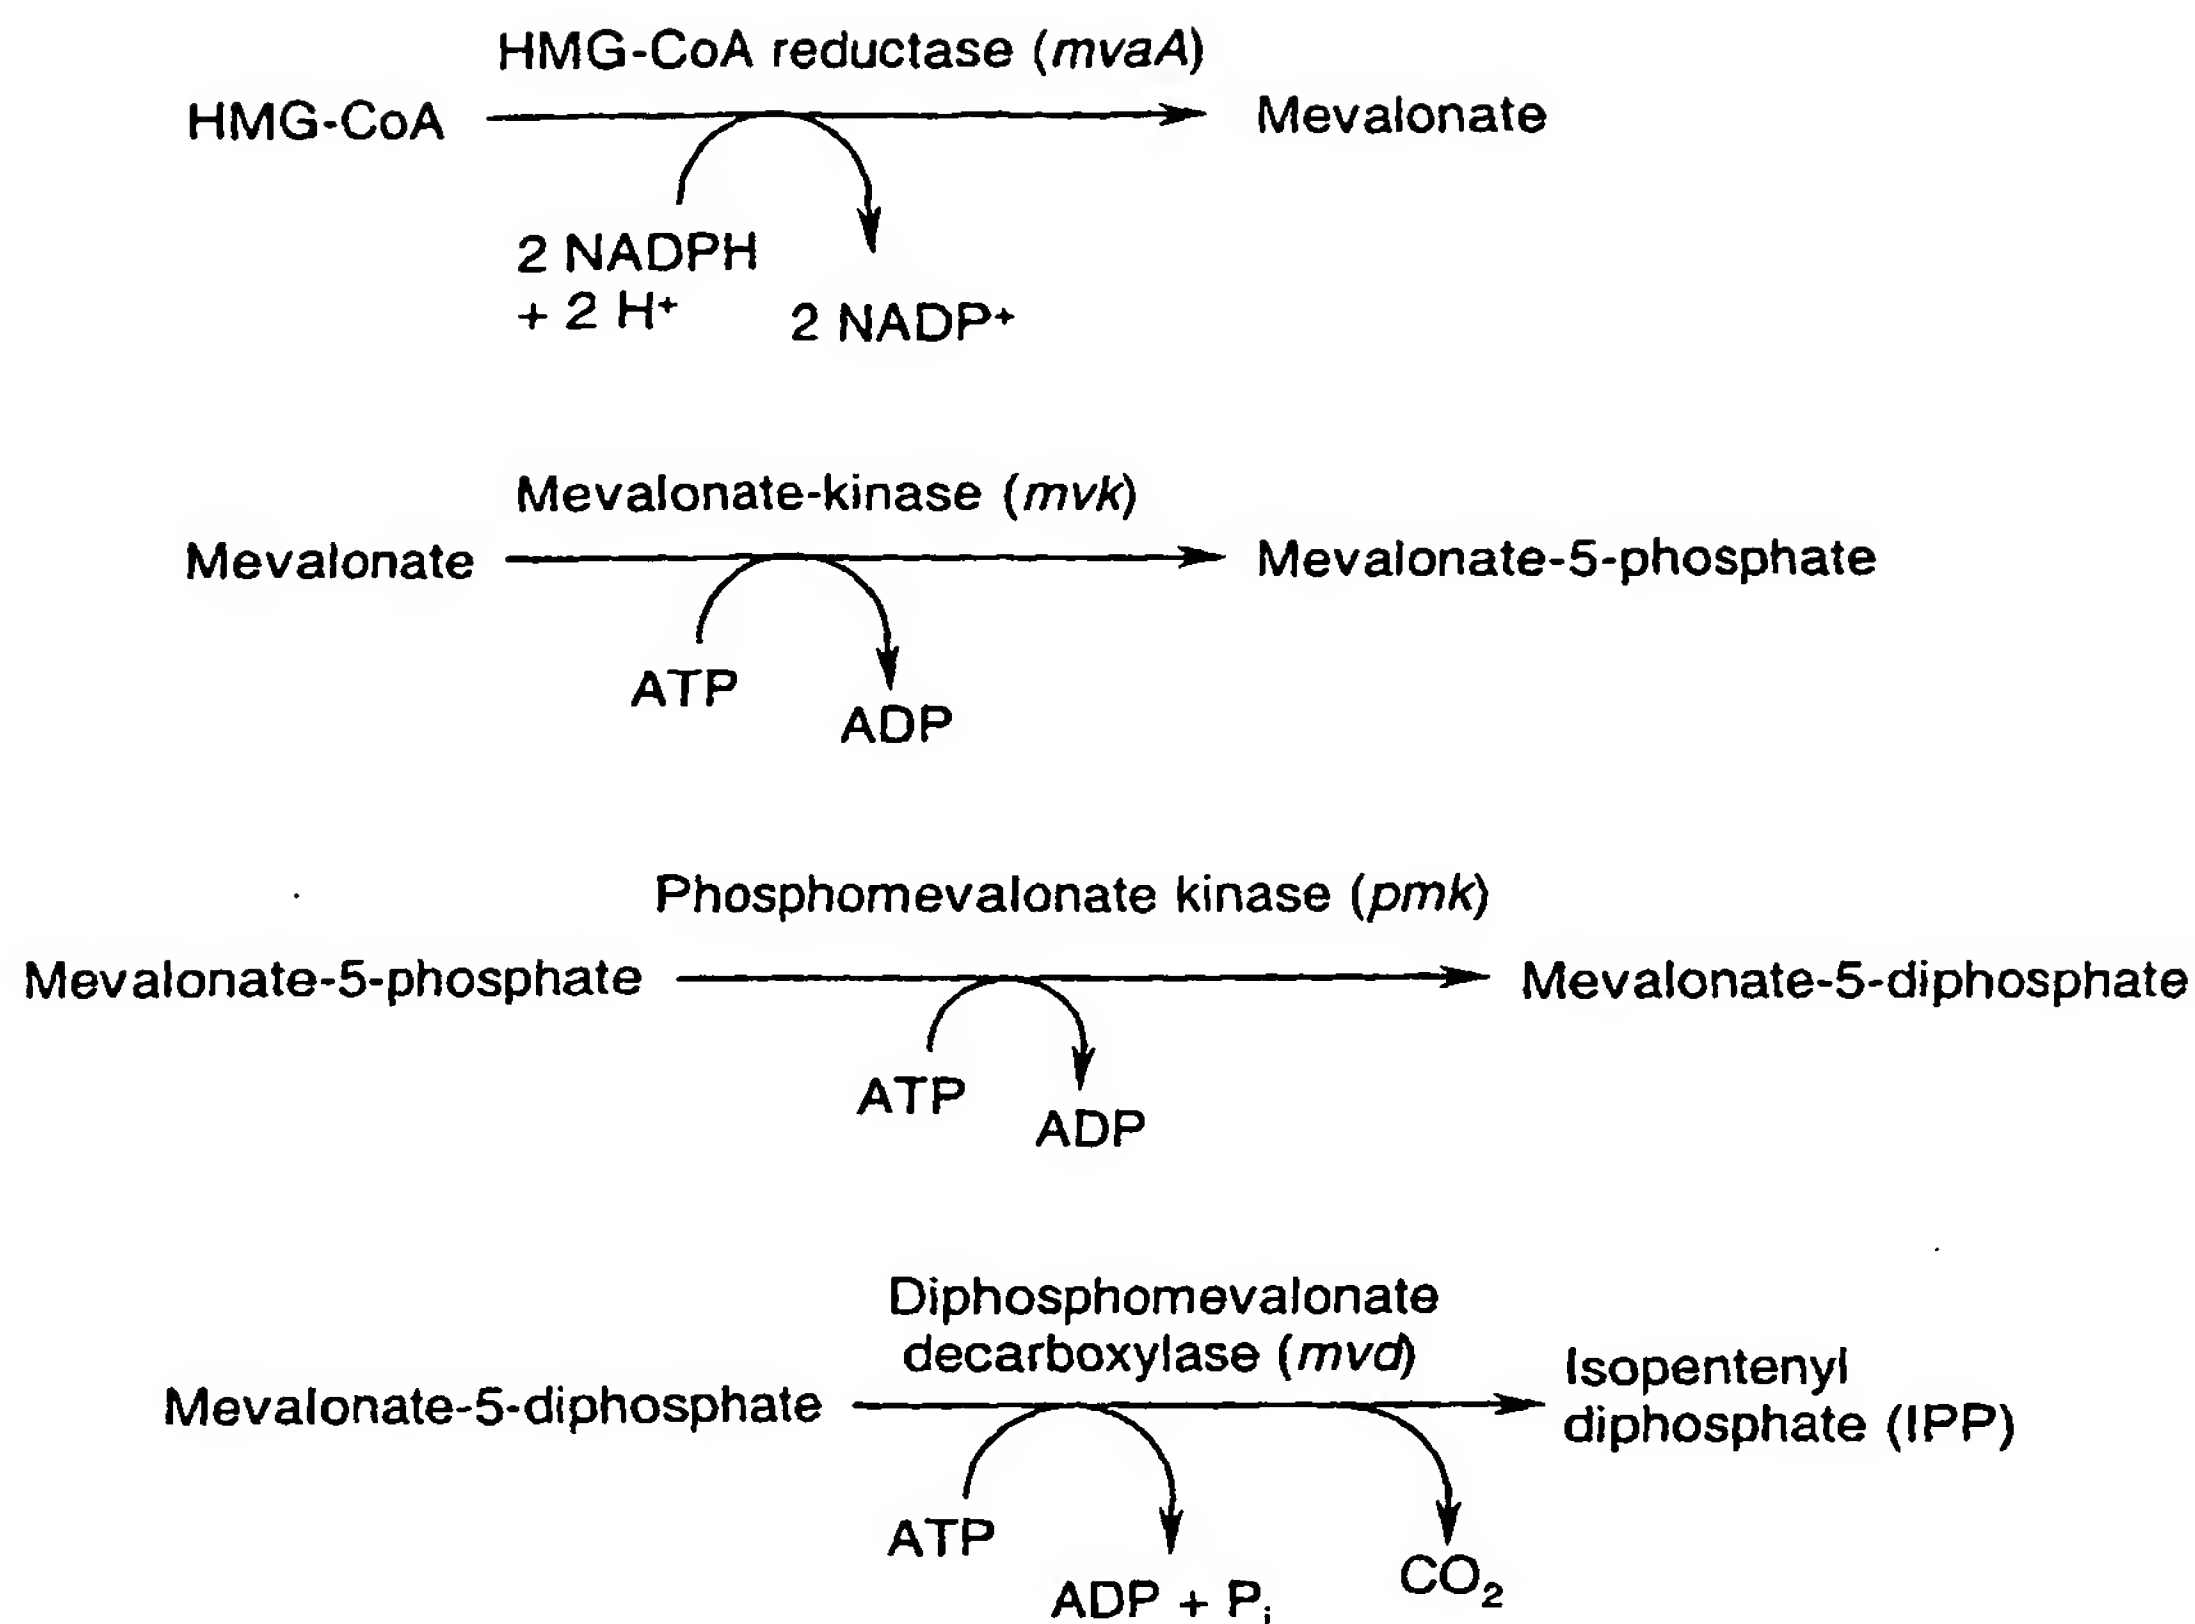 HMG-CoA reductase (mvaA)
HMG-CoA
Mevalonate
2 NADPH
+ 2 H⁺
2 NADP⁺
Mevalonate-kinase (mvk)
Mevalonate
Mevalonate-5-phosphate
ATP
ADP
Phosphomevalonate kinase (pmk)
Mevalonate-5-phosphate
Mevalonate-5-diphosphate
ATP
ADP
Diphosphomevalonate
decarboxylase (mvd)
Mevalonate-5-diphosphate
Isopentenyl
diphosphate (IPP)
ATP
ADP + Pᵢ
CO₂